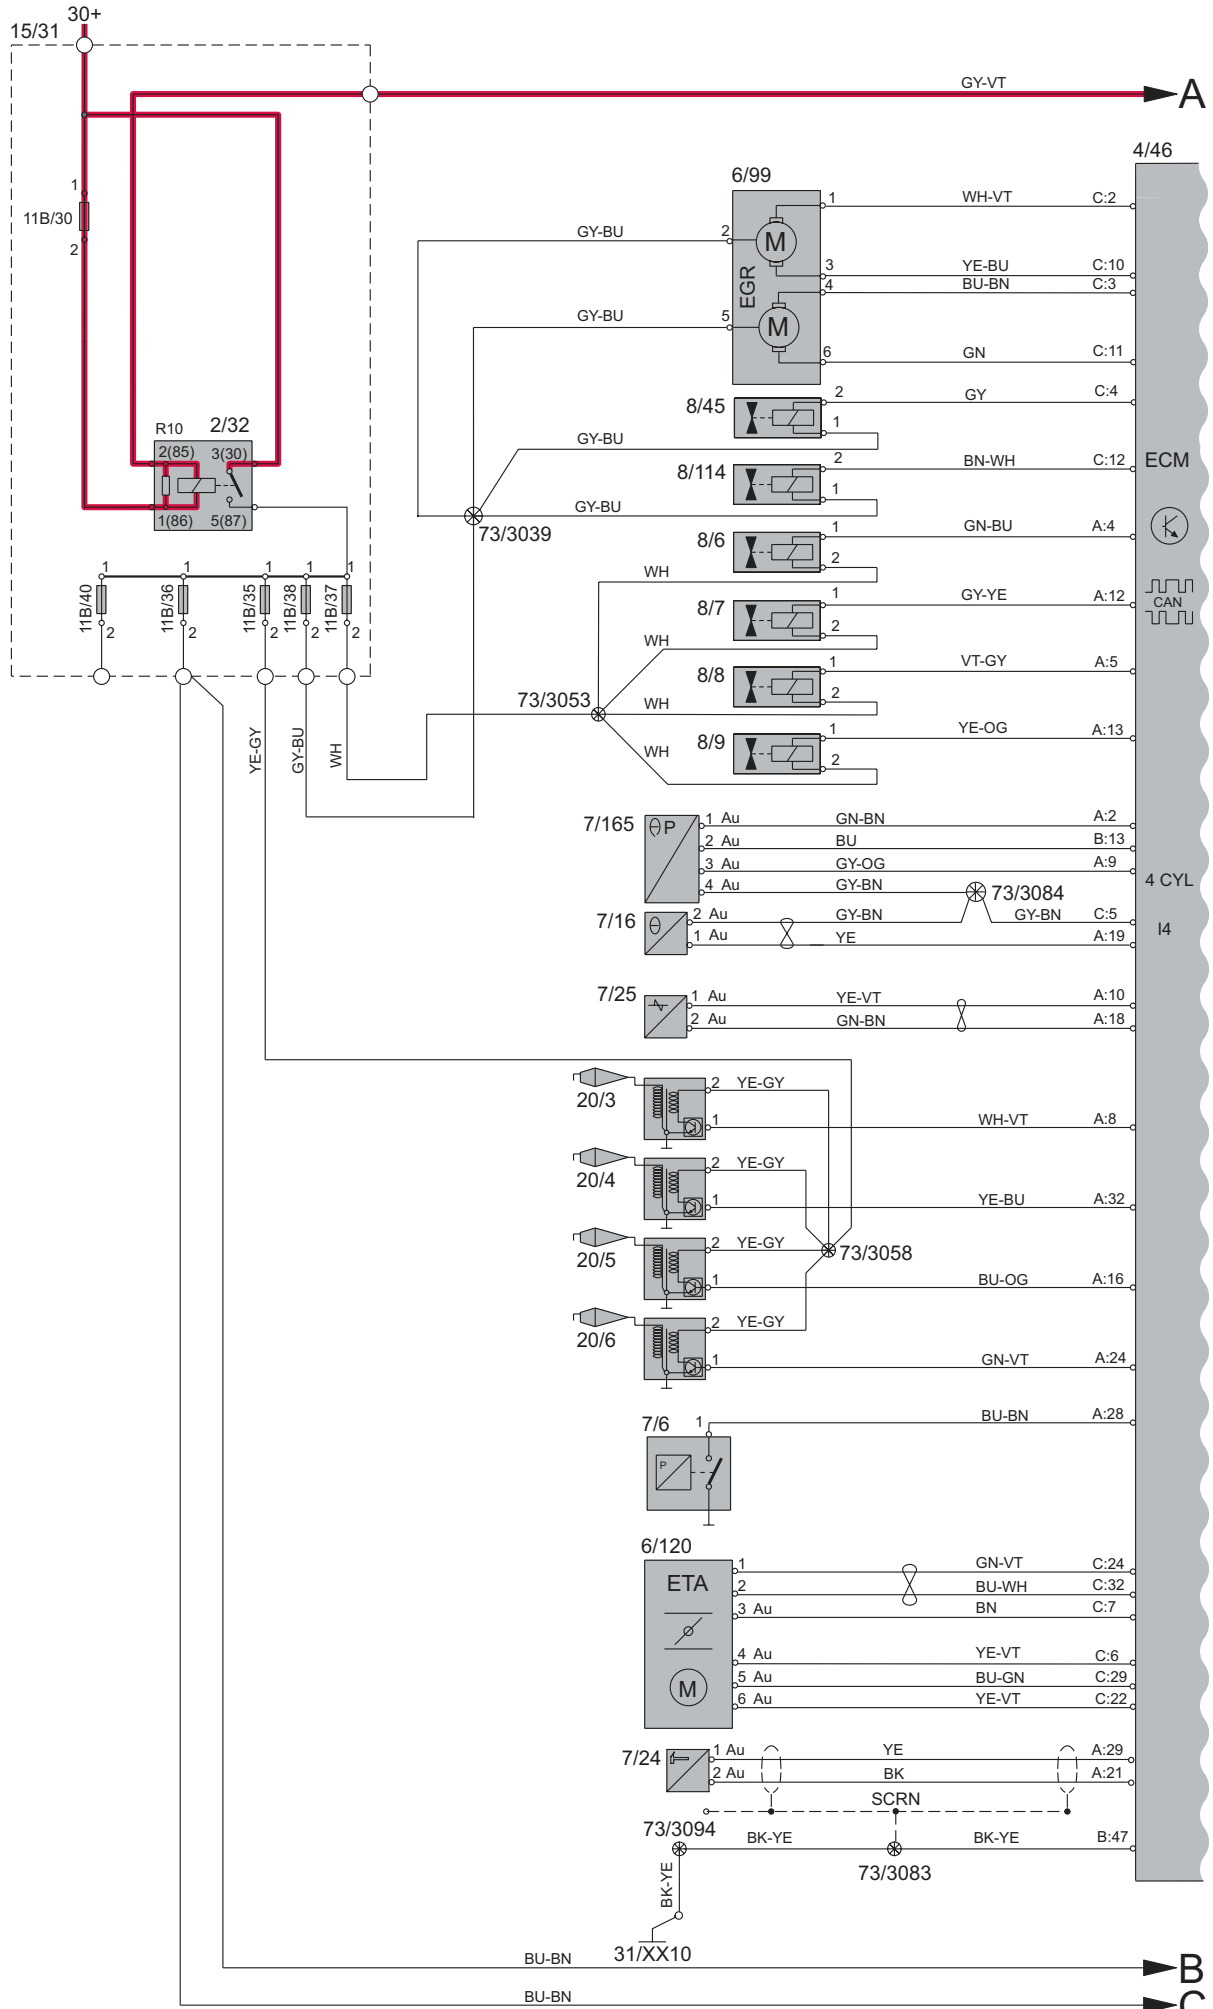 30+
15/31
GY-VT
A
4/46
6/99
1 WH-VT C:2
GY-BU 2 M
EGR
3 YE-BU C:10
4 BU-BN C:3
GY-BU 5 M
6 GN C:11
1
11B/30
2
8/45 2 GY C:4
1
GY-BU
R10 2/32
2(85) 3(30)
1(86) 5(87)
8/114 2 BN-WH C:12
1
GY-BU
73/3039
ECM
8/6 1 GN-BU A:4
2
WH
1 1 1 1 1
11B/40 11B/36 11B/35 11B/38 11B/37
2 2 2 2 2
CAN
8/7 1 GY-YE A:12
2
WH
8/8 1 VT-GY A:5
2
WH
73/3053
8/9 1 YE-OG A:13
2
WH
YE-GY GY-BU WH
7/165 P 1 Au GN-BN A:2
2 Au BU B:13
3 Au GY-OG A:9
4 Au GY-BN
73/3084
4 CYL
7/16 2 Au GY-BN GY-BN C:5
1 Au YE A:19
I4
7/25 1 Au YE-VT A:10
2 Au GN-BN A:18
20/3 2 YE-GY
1 WH-VT A:8
20/4 2 YE-GY
1 YE-BU A:32
20/5 2 YE-GY 73/3058
1 BU-OG A:16
20/6 2 YE-GY
1 GN-VT A:24
7/6 1 BU-BN A:28
P
6/120
ETA
1 GN-VT C:24
2 BU-WH C:32
3 Au BN C:7
4 Au YE-VT C:6
M
5 Au BU-GN C:29
6 Au YE-VT C:22
7/24 1 Au YE A:29
2 Au BK A:21
SCRN
73/3094 BK-YE BK-YE B:47
73/3083
BK-YE
31/XX10
BU-BN B
BU-BN C